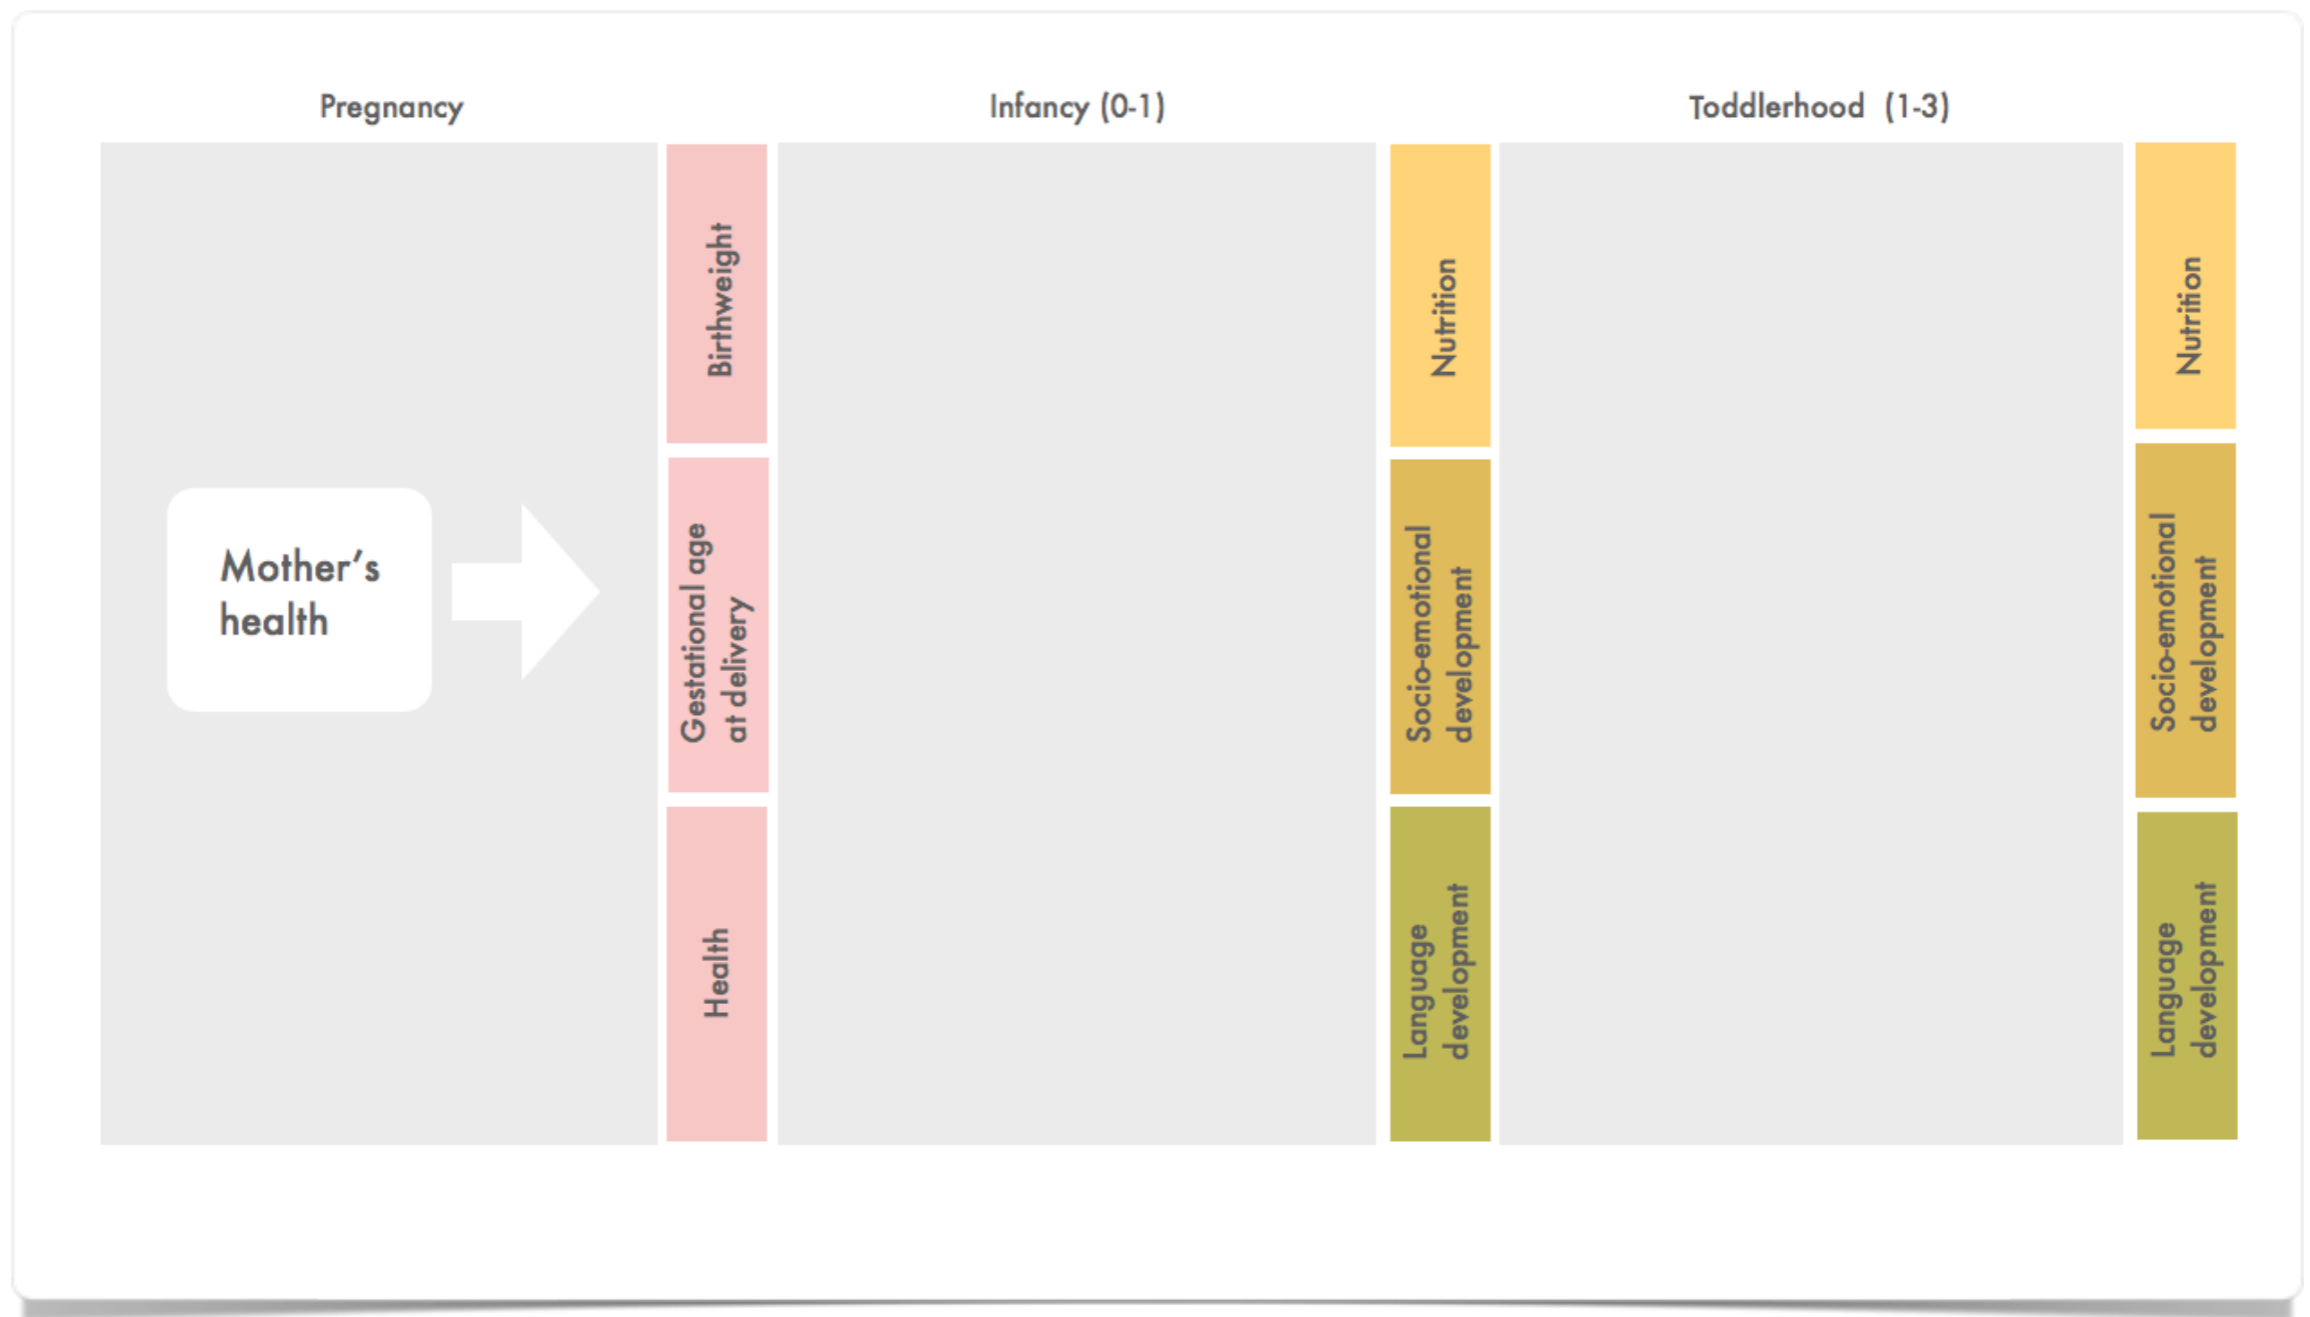 Pregnancy
Infancy (0-1)
Toddlerhood (1-3)
Mother's
health
Birthweight
Gestational age
at delivery
Health
Nutrition
Socio-emotional
development
Language
development
Nutrition
Socio-emotional
development
Language
development